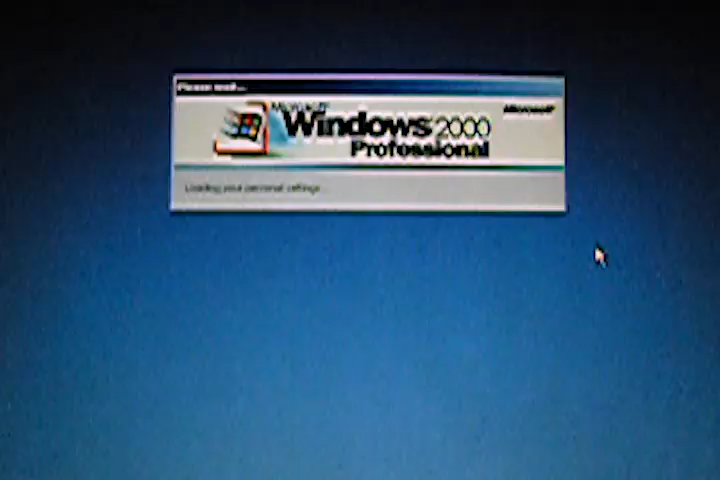 Please wait...
Microsoft
Microsoft
Windows 2000
Professional
Loading your personal settings...